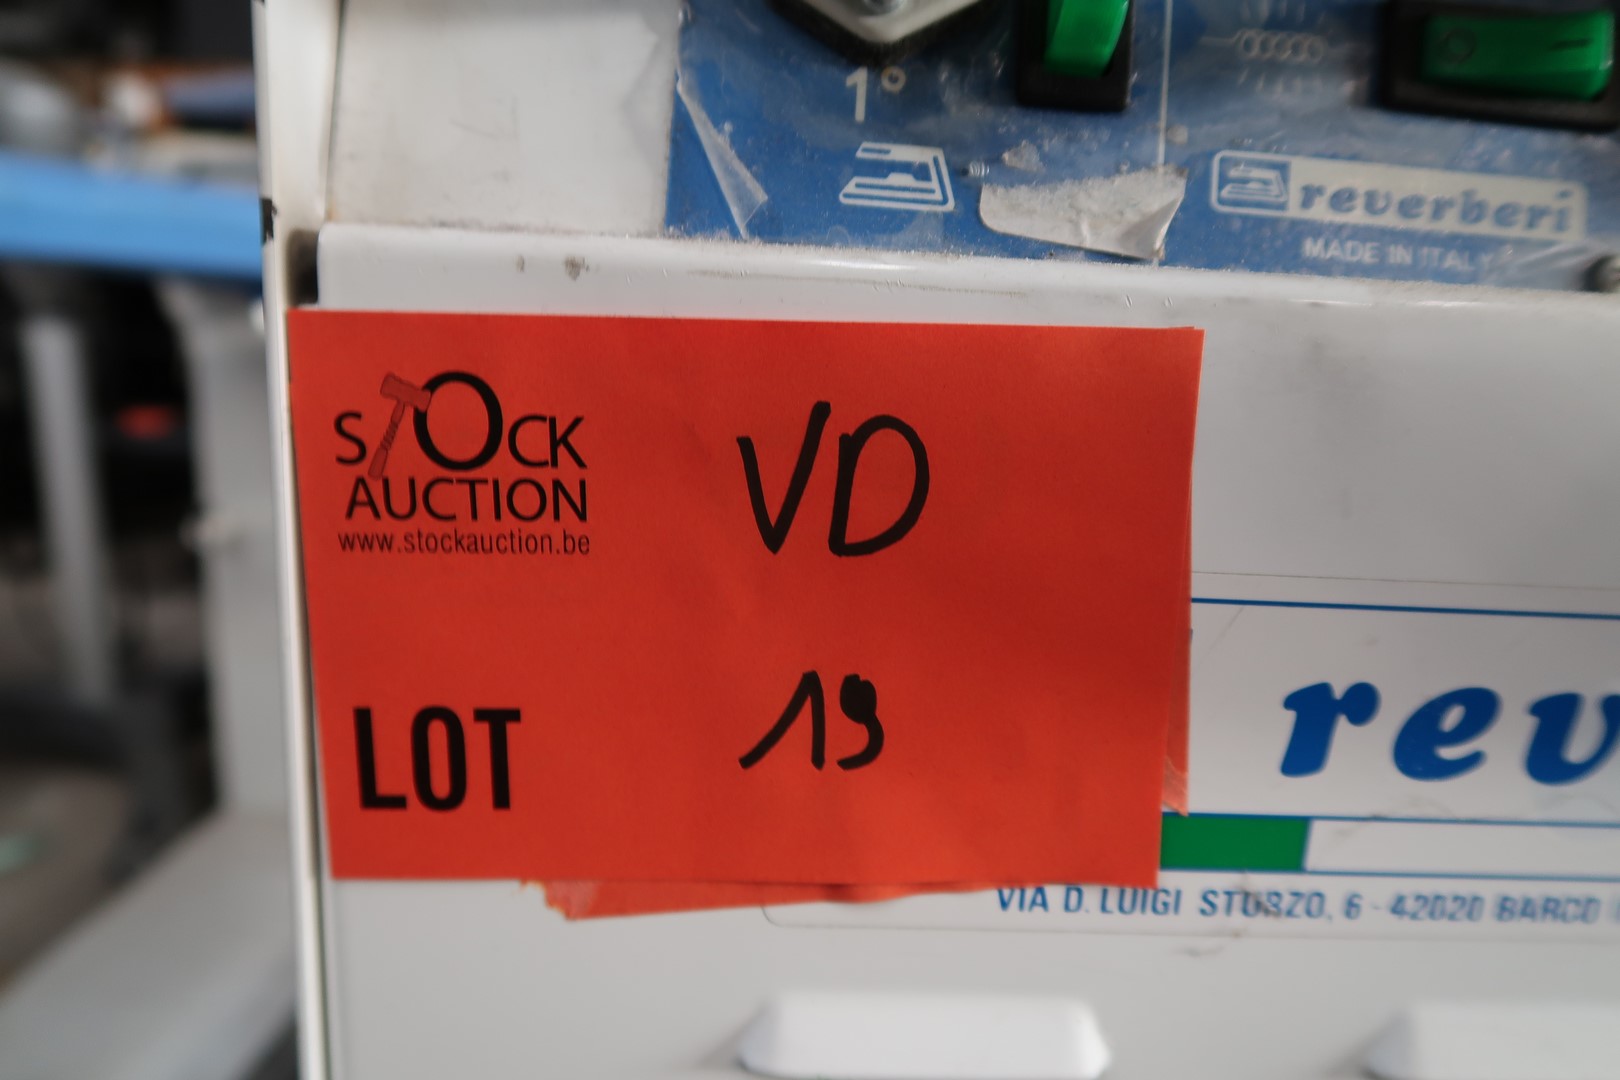 1°
reverberi
MADE IN ITALY
STOCK
AUCTION
www.stockauction.be
VD
LOT
19
rev
VIA D. LUIGI STURZO, 6 - 42020 BARCO